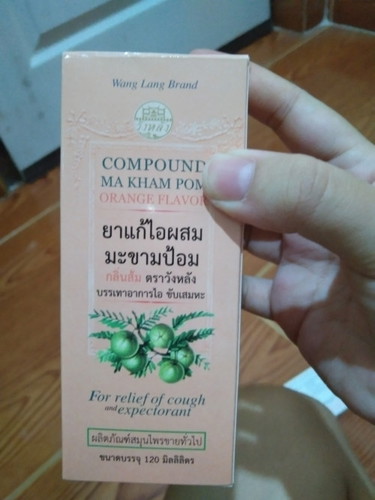 Wang Lang Brand
วังหลัง
COMPOUND
MA KHAM POM
ORANGE FLAVOR
ยาแก้ไอผสม
มะขามป้อม
กลิ่นส้ม ตราวังหลัง
บรรเทาอาการไอ ขับเสมหะ
For relief of cough
and expectorant
ผลิตภัณฑ์สมุนไพรขายทั่วไป
ขนาดบรรจุ 120 มิลลิลิตร